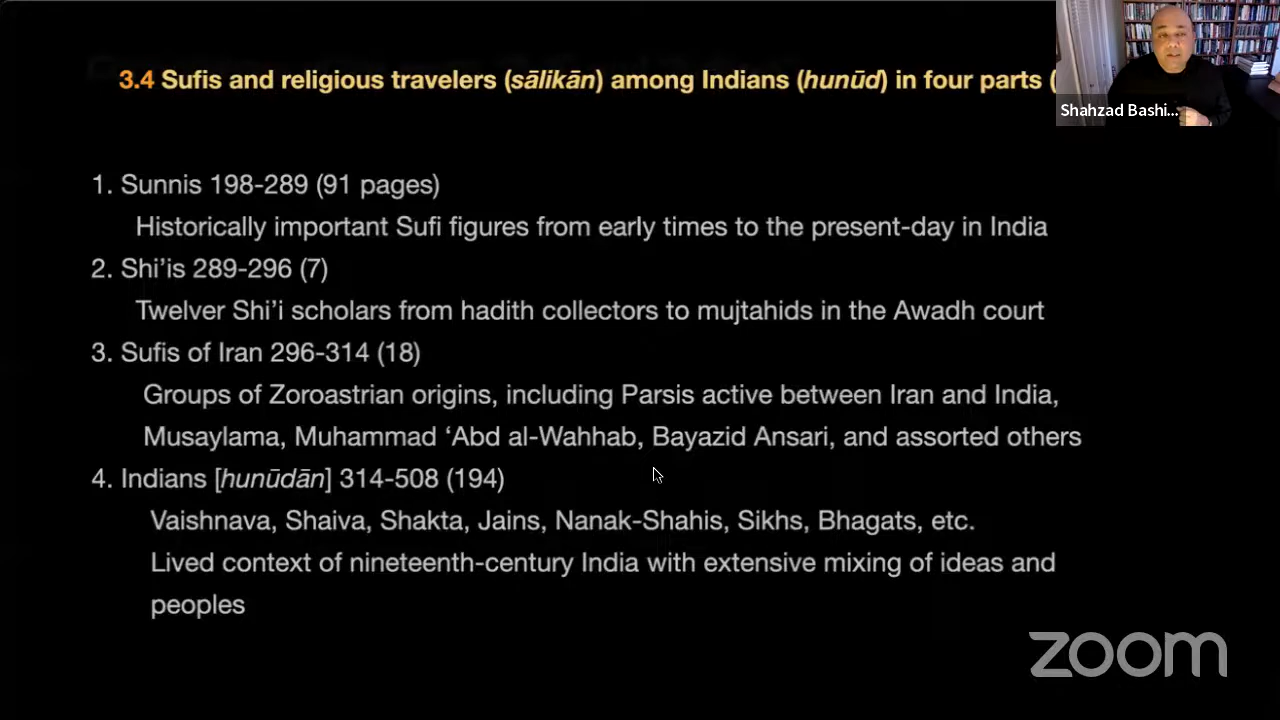 3.4 Sufis and religious travelers (sālikān) among Indians (hunūd) in four parts (
Shahzad Bashi...
1. Sunnis 198-289 (91 pages)
Historically important Sufi figures from early times to the present-day in India
2. Shi’is 289-296 (7)
Twelver Shi’i scholars from hadith collectors to mujtahids in the Awadh court
3. Sufis of Iran 296-314 (18)
Groups of Zoroastrian origins, including Parsis active between Iran and India,
Musaylama, Muhammad ‘Abd al-Wahhab, Bayazid Ansari, and assorted others
4. Indians [hunūdān] 314-508 (194)
Vaishnava, Shaiva, Shakta, Jains, Nanak-Shahis, Sikhs, Bhagats, etc.
Lived context of nineteenth-century India with extensive mixing of ideas and
peoples
zoom